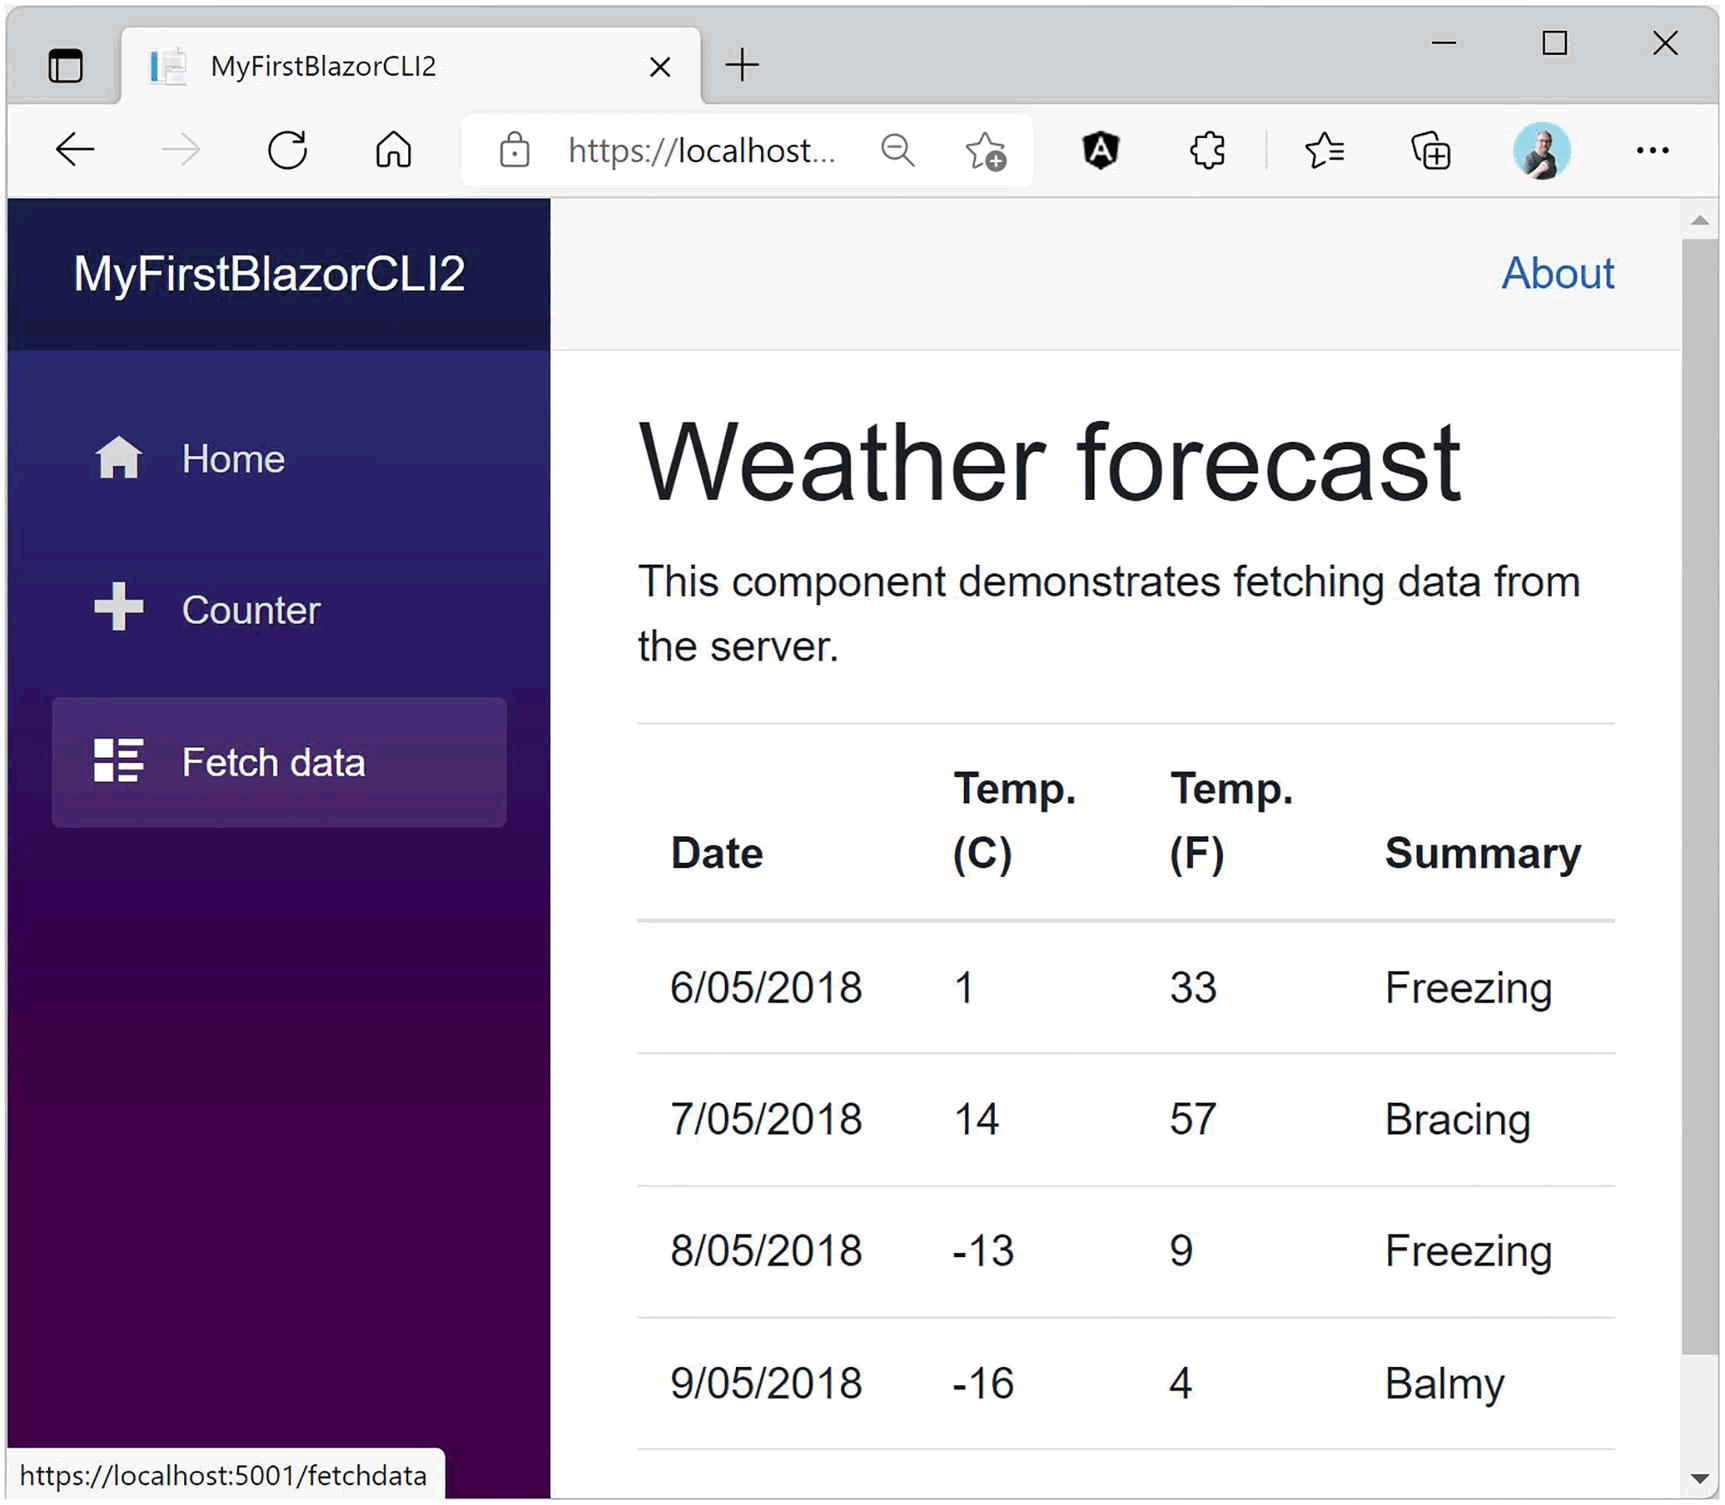 MyFirstBlazorCLI2
https://localhost...
MyFirstBlazorCLI2
About
Home
Counter
Fetch data
Weather forecast
This component demonstrates fetching data from
the server.
Date Temp. (C) Temp. (F) Summary
6/05/2018 1 33 Freezing
7/05/2018 14 57 Bracing
8/05/2018 -13 9 Freezing
9/05/2018 -16 4 Balmy
https://localhost:5001/fetchdata